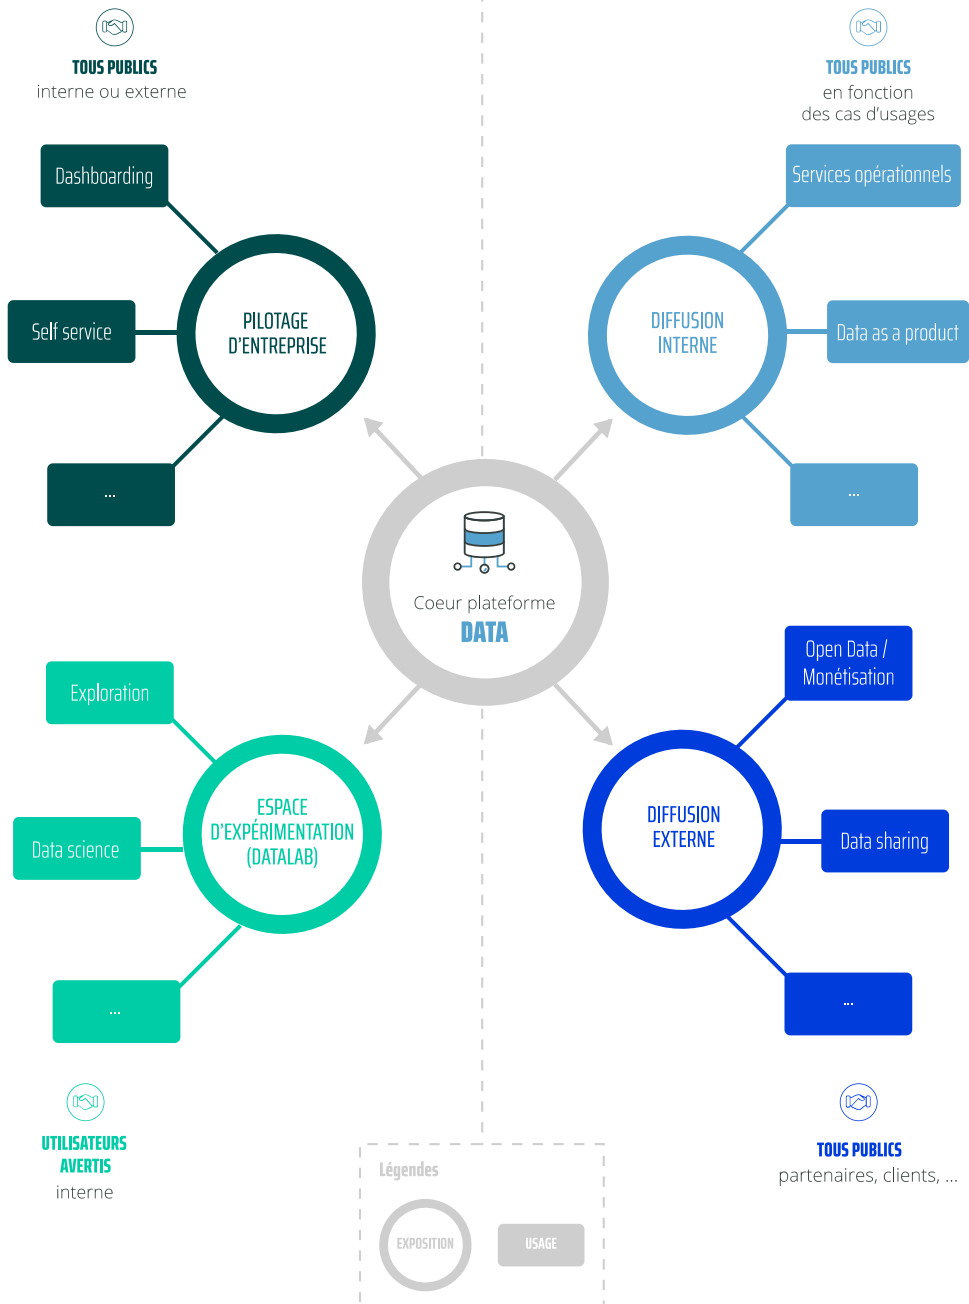 TOUS PUBLICS
interne ou externe
TOUS PUBLICS
en fonction
des cas d'usages
Dashboarding
Self service
...
PILOTAGE
D'ENTREPRISE
Services opérationnels
Data as a product
...
DIFFUSION
INTERNE
Coeur plateforme
DATA
Exploration
Data science
...
ESPACE
D'EXPÉRIMENTATION
(DATALAB)
Open Data /
Monétisation
Data sharing
...
DIFFUSION
EXTERNE
UTILISATEURS
AVERTIS
interne
TOUS PUBLICS
partenaires, clients, ...
Légendes
EXPOSITION
USAGE